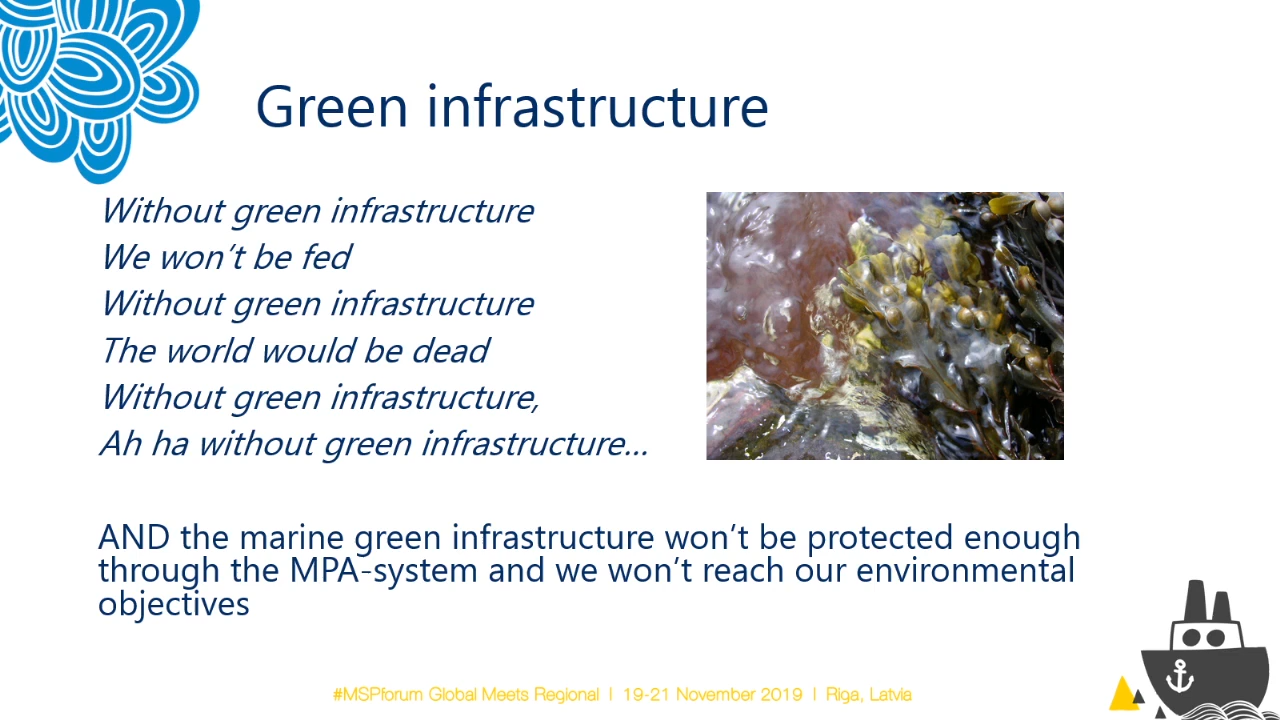 Green infrastructure
Without green infrastructure
We won't be fed
Without green infrastructure
The world would be dead
Without green infrastructure,
Ah ha without green infrastructure...
AND the marine green infrastructure won't be protected enough
through the MPA-system and we won't reach our environmental
objectives
#MSPforum Global Meets Regional | 19-21 November 2019 | Riga, Latvia